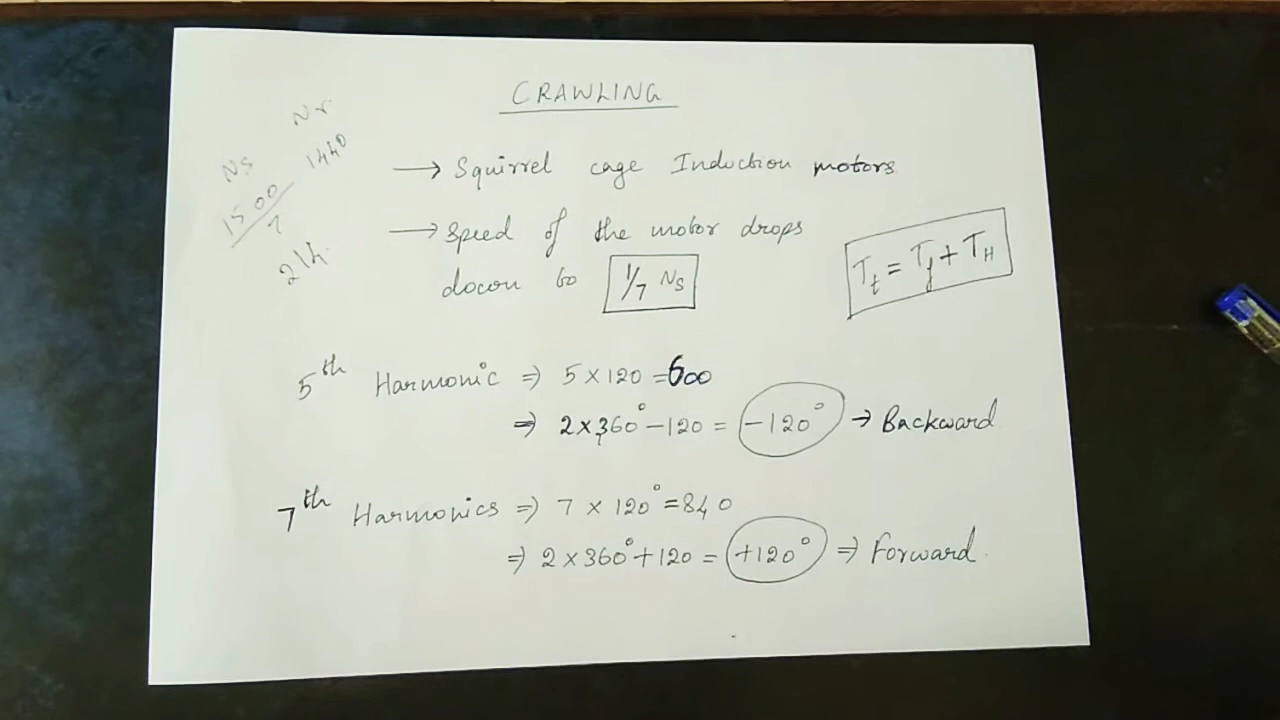 CRAWLING
Nr
Ns
1440
1500
7
214.
→ Squirrel cage Induction motors
→ Speed of the motor drops
down to 1/7 Ns
Tt = Tf + TH
5th Harmonic ⇒ 5 × 120 = 600
⇒ 2 × 360° − 120 = −120° → Backward
7th Harmonics ⇒ 7 × 120° = 840
⇒ 2 × 360° + 120 = +120° ⇒ Forward.